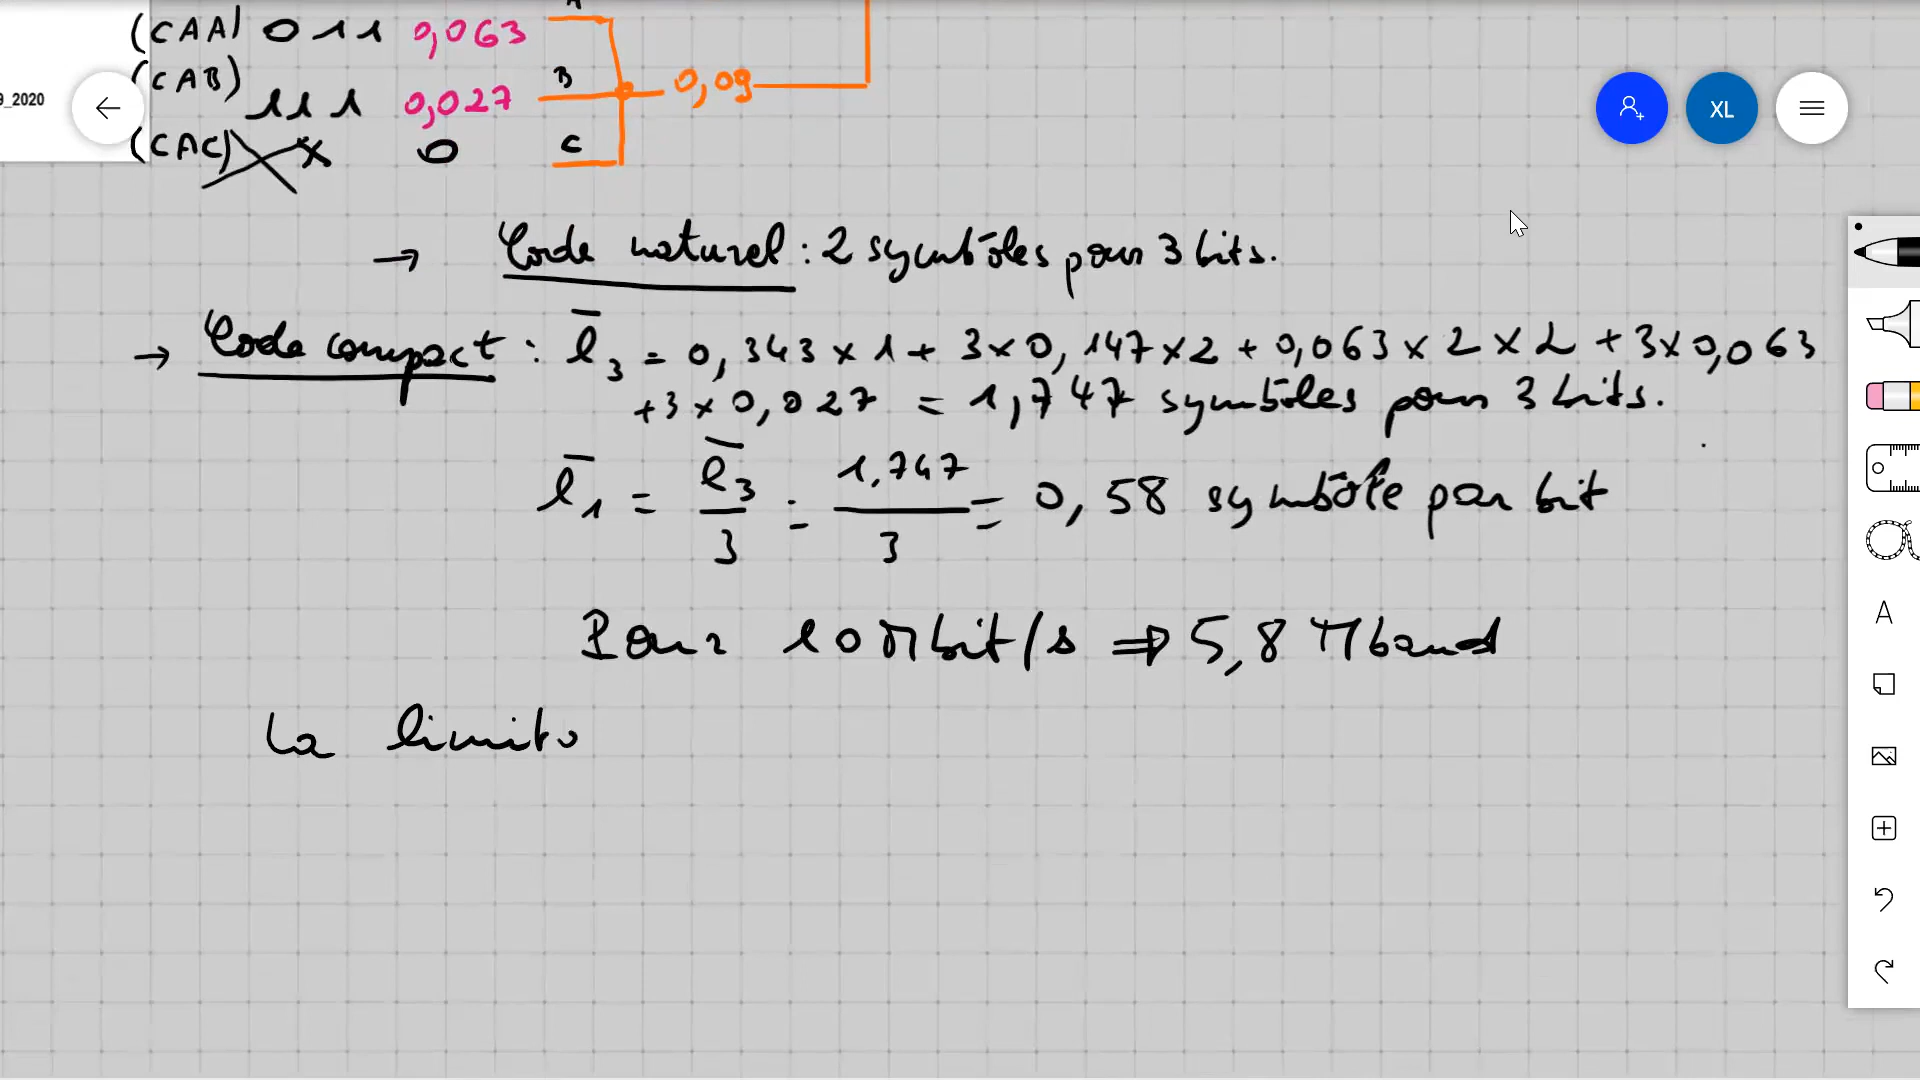 (CAA) 011 0,063 A
(CAB) 111 0,027 B 0,09
9_2020
XL
(CAC) x 0 C
→ Code naturel : 2 symbôles pour 3 bits.
→ Code compact : l̄3 = 0,343 x 1 + 3 x 0,147 x 2 + 0,063 x 2 x 2 + 3 x 0,063
+ 3 x 0,027 = 1,747 symbôles pour 3 bits.
l̄1 = l̄3 / 3 = 1,747 / 3 = 0,58 symbôle par bit
Pour 10 Mbit/s ⇒ 5,8 Mbaud
La limite
A